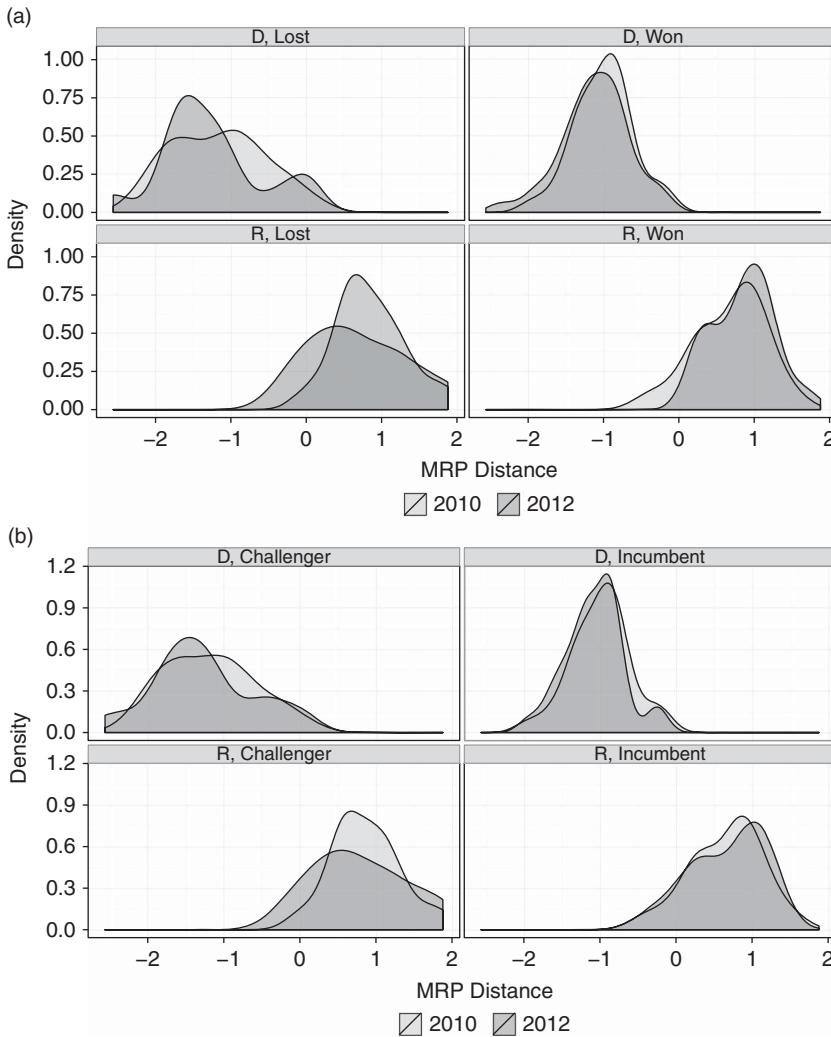 (a)
D, Lost
D, Won
1.00
0.75
0.50
0.25
0.00
R, Lost
R, Won
1.00
0.75
0.50
0.25
0.00
Density
−2 −1 0 1 2
−2 −1 0 1 2
MRP Distance
2010 2012
(b)
D, Challenger
D, Incumbent
1.2
0.9
0.6
0.3
0.0
R, Challenger
R, Incumbent
1.2
0.9
0.6
0.3
0.0
Density
−2 −1 0 1 2
−2 −1 0 1 2
MRP Distance
2010 2012